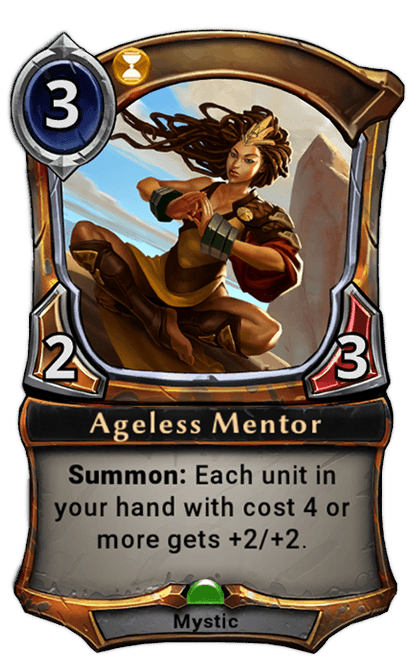 3
2
3
Ageless Mentor
Summon: Each unit in
your hand with cost 4 or
more gets +2/+2.
Mystic